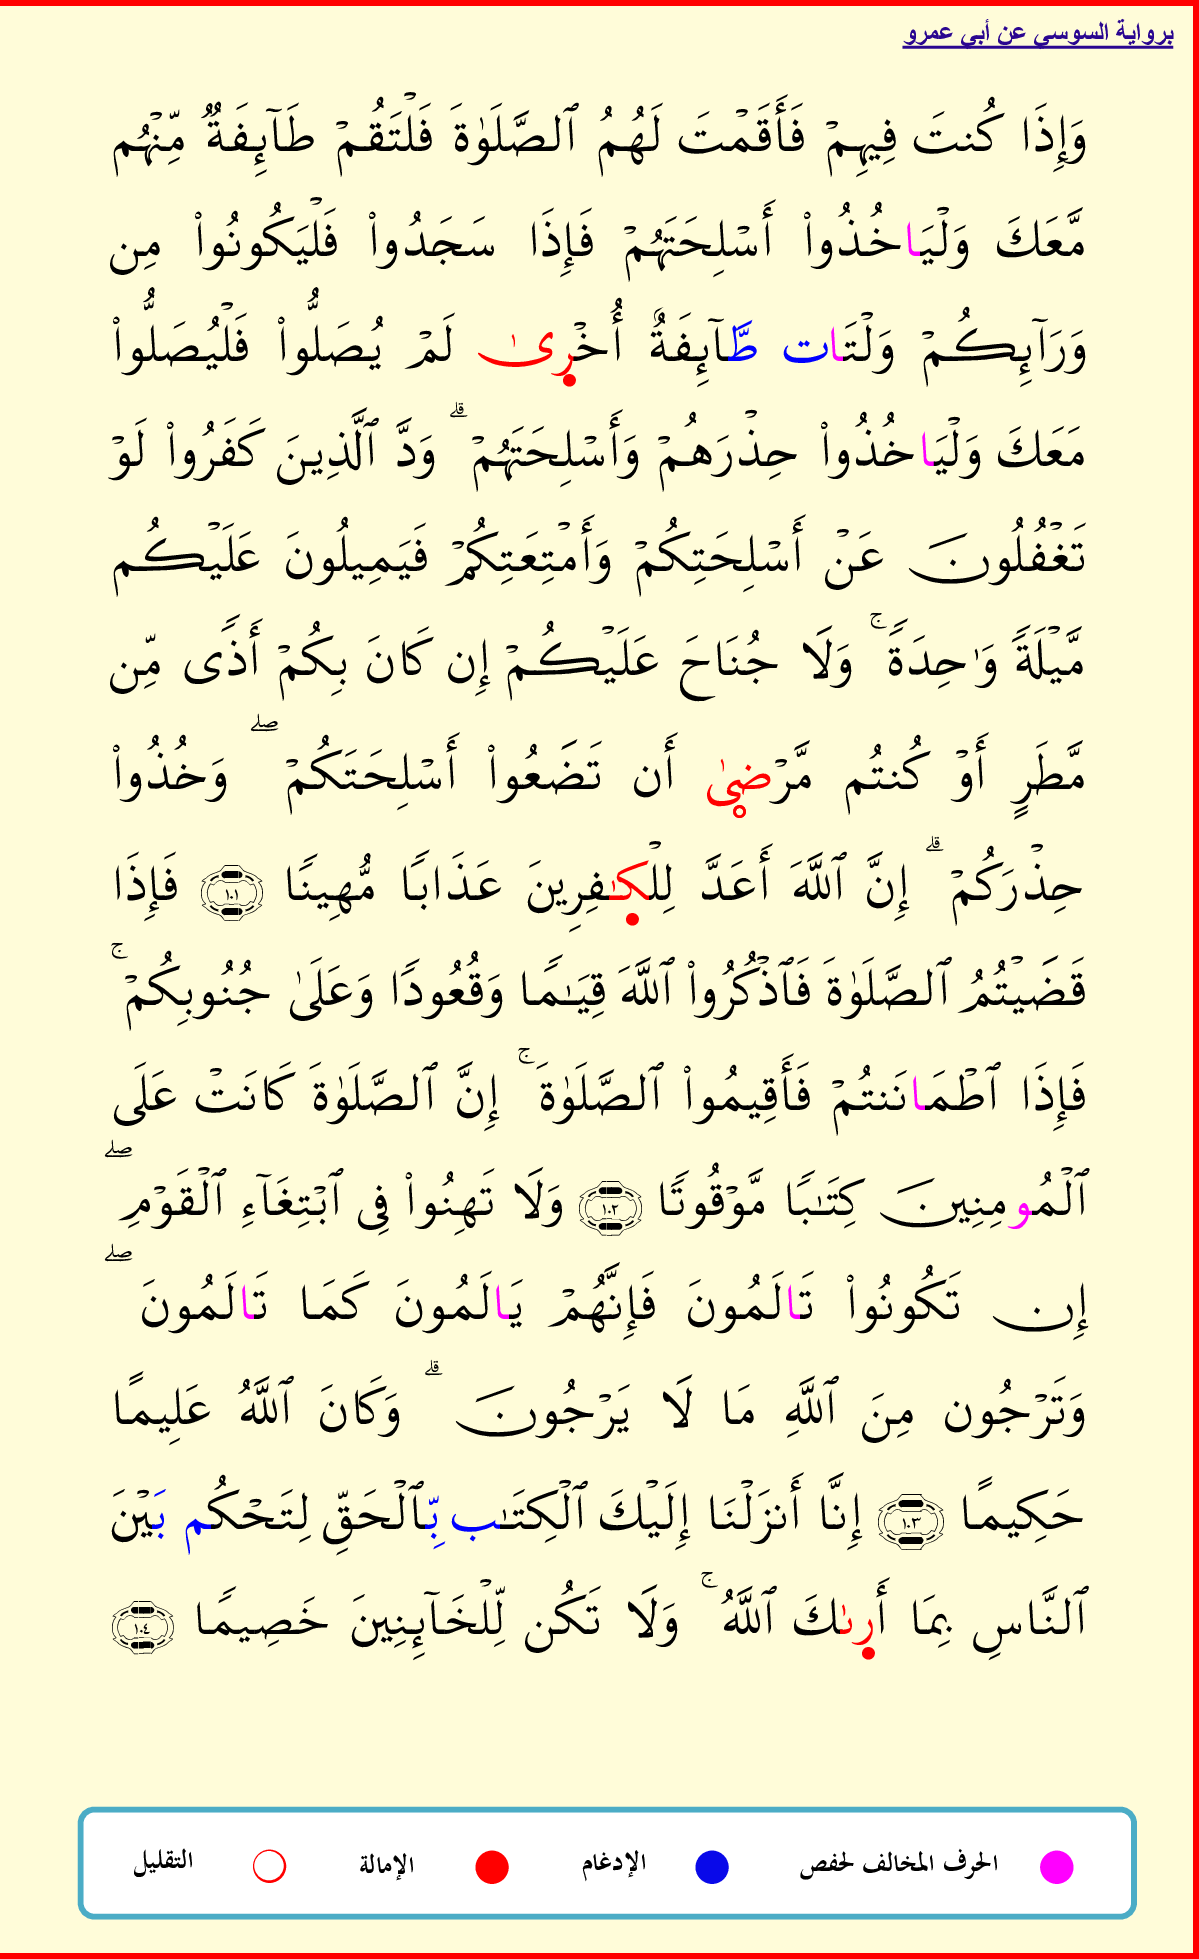 برواية السوسي عن أبي عمرو
وَإِذَا كُنتَ فِيهِمْ فَأَقَمْتَ لَهُمُ ٱلصَّلَوٰةَ فَلْتَقُمْ طَآئِفَةٌ مِّنْهُم
مَّعَكَ وَلْيَاخُذُوا۟ أَسْلِحَتَهُمْ فَإِذَا سَجَدُوا۟ فَلْيَكُونُوا۟ مِن
وَرَآئِكُمْ وَلْتَات طَّآئِفَةٌ أُخْرِىٰ لَمْ يُصَلُّوا۟ فَلْيُصَلُّوا۟
مَعَكَ وَلْيَاخُذُوا۟ حِذْرَهُمْ وَأَسْلِحَتَهُمْ ۗ وَدَّ ٱلَّذِينَ كَفَرُوا۟ لَوْ
تَغْفُلُونَ عَنْ أَسْلِحَتِكُمْ وَأَمْتِعَتِكُمْ فَيَمِيلُونَ عَلَيْكُم
مَّيْلَةً وَٰحِدَةً ۚ وَلَا جُنَاحَ عَلَيْكُمْ إِن كَانَ بِكُمْ أَذًى مِّن
مَّطَرٍ أَوْ كُنتُم مَّرْضىٰ أَن تَضَعُوا۟ أَسْلِحَتَكُمْ ۖ وَخُذُوا۟
حِذْرَكُمْ ۗ إِنَّ ٱللَّهَ أَعَدَّ لِلْكَٰفِرِينَ عَذَابًا مُّهِينًا ١٠١ فَإِذَا
قَضَيْتُمُ ٱلصَّلَوٰةَ فَٱذْكُرُوا۟ ٱللَّهَ قِيَٰمًا وَقُعُودًا وَعَلَىٰ جُنُوبِكُمْ ۚ
فَإِذَا ٱطْمَانَنتُمْ فَأَقِيمُوا۟ ٱلصَّلَوٰةَ ۚ إِنَّ ٱلصَّلَوٰةَ كَانَتْ عَلَى
ٱلْمُومِنِينَ كِتَٰبًا مَّوْقُوتًا ١٠٢ وَلَا تَهِنُوا۟ فِى ٱبْتِغَآءِ ٱلْقَوْمِ ۖ
إِن تَكُونُوا۟ تَالَمُونَ فَإِنَّهُمْ يَالَمُونَ كَمَا تَالَمُونَ ۖ
وَتَرْجُونَ مِنَ ٱللَّهِ مَا لَا يَرْجُونَ ۗ وَكَانَ ٱللَّهُ عَلِيمًا
حَكِيمًا ١٠٣ إِنَّا أَنزَلْنَا إِلَيْكَ ٱلْكِتَٰب بِّٱلْحَقِّ لِتَحْكُم بَيْنَ
ٱلنَّاسِ بِمَا أَرِىٰكَ ٱللَّهُ ۚ وَلَا تَكُن لِّلْخَآئِنِينَ خَصِيمًا ١٠٤
الحرف المخالف لحفص الإدغام الإمالة التقليل